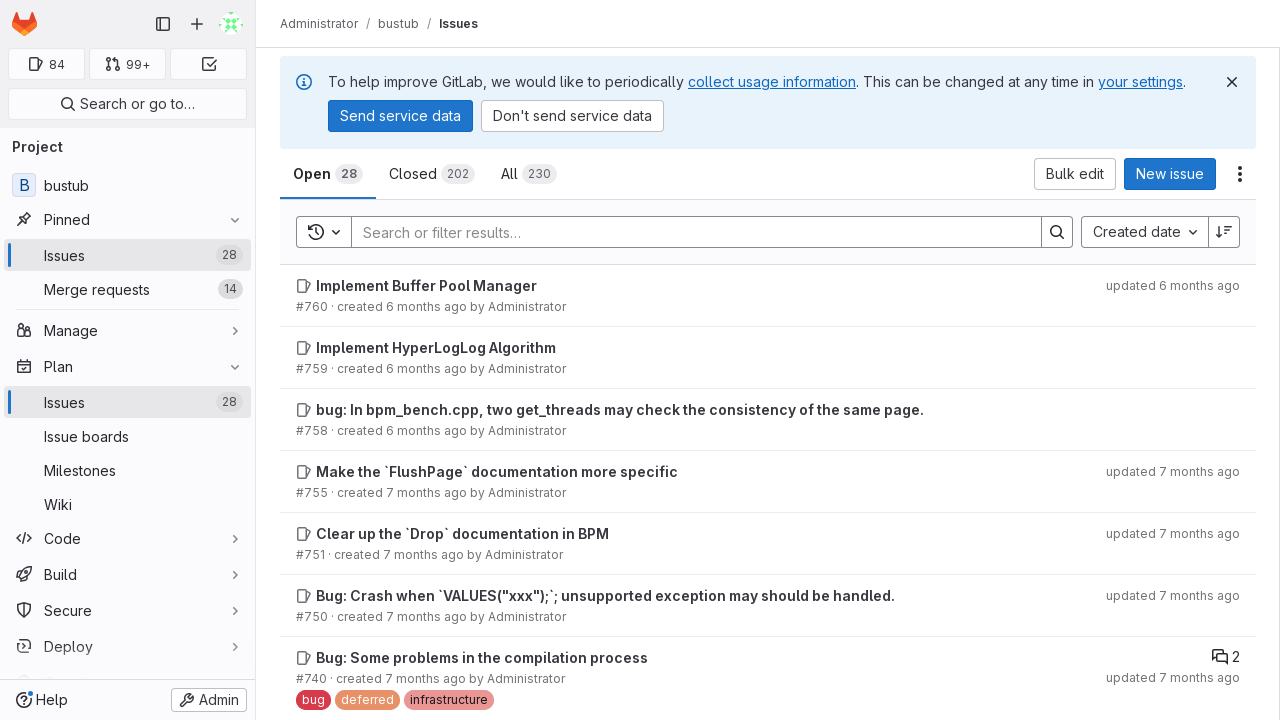 Administrator / bustub / Issues
84 99+
Search or go to…
Project
B bustub
Pinned
Issues 28
Merge requests 14
Manage
Plan
Issues 28
Issue boards
Milestones
Wiki
Code
Build
Secure
Deploy
Help
Admin
To help improve GitLab, we would like to periodically collect usage information. This can be changed at any time in your settings.
Send service data Don't send service data
Open 28 Closed 202 All 230 Bulk edit New issue
Search or filter results… Created date
Implement Buffer Pool Manager updated 6 months ago
#760 · created 6 months ago by Administrator
Implement HyperLogLog Algorithm
#759 · created 6 months ago by Administrator
bug: In bpm_bench.cpp, two get_threads may check the consistency of the same page.
#758 · created 6 months ago by Administrator
Make the `FlushPage` documentation more specific updated 7 months ago
#755 · created 7 months ago by Administrator
Clear up the `Drop` documentation in BPM updated 7 months ago
#751 · created 7 months ago by Administrator
Bug: Crash when `VALUES("xxx");`; unsupported exception may should be handled. updated 7 months ago
#750 · created 7 months ago by Administrator
Bug: Some problems in the compilation process 2
#740 · created 7 months ago by Administrator updated 7 months ago
bug deferred infrastructure